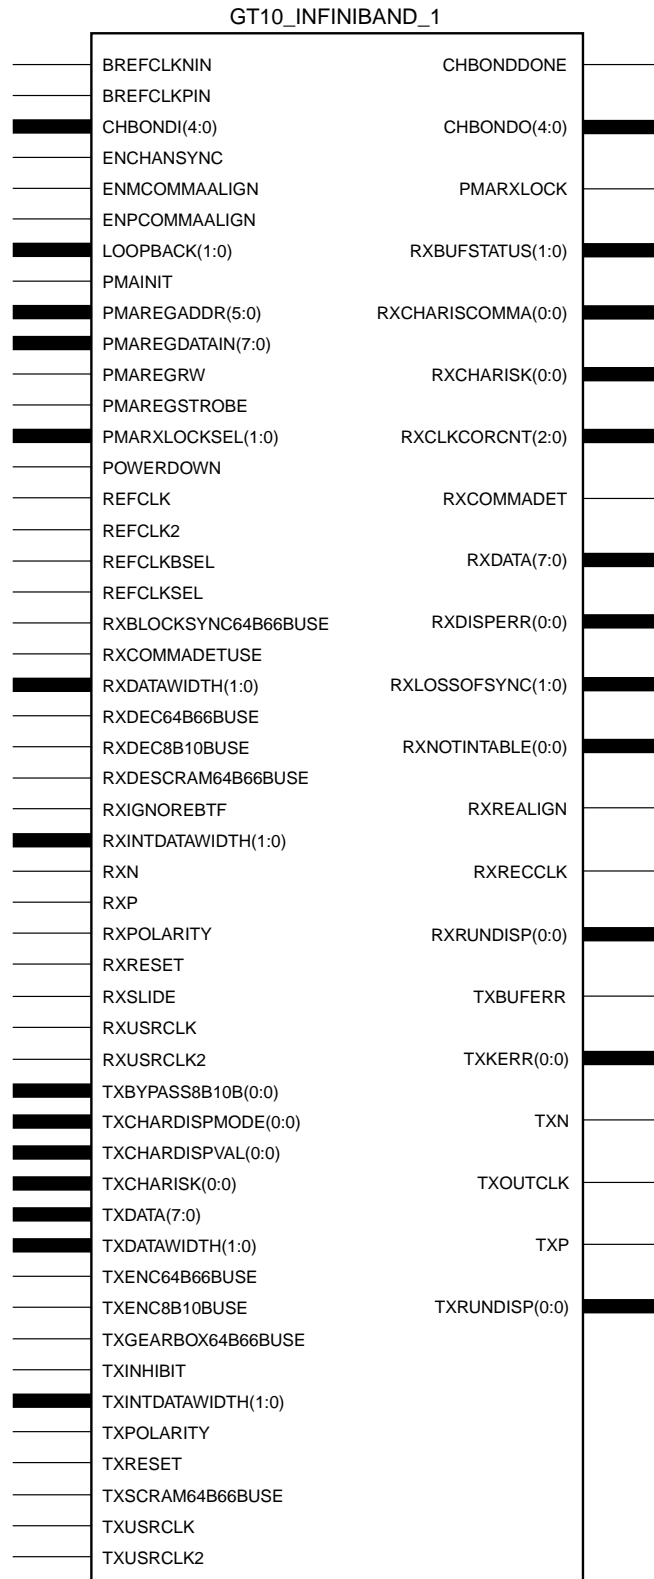 GT10_INFINIBAND_1
BREFCLKNIN CHBONDDONE
BREFCLKPIN
CHBONDI(4:0) CHBONDO(4:0)
ENCHANSYNC
ENMCOMMAALIGN PMARXLOCK
ENPCOMMAALIGN
LOOPBACK(1:0) RXBUFSTATUS(1:0)
PMAINIT
PMAREGADDR(5:0) RXCHARISCOMMA(0:0)
PMAREGDATAIN(7:0)
PMAREGRW RXCHARISK(0:0)
PMAREGSTROBE
PMARXLOCKSEL(1:0) RXCLKCORCNT(2:0)
POWERDOWN
REFCLK RXCOMMADET
REFCLK2
REFCLKBSEL RXDATA(7:0)
REFCLKSEL
RXBLOCKSYNC64B66BUSE RXDISPERR(0:0)
RXCOMMADETUSE
RXDATAWIDTH(1:0) RXLOSSOFSYNC(1:0)
RXDEC64B66BUSE
RXDEC8B10BUSE RXNOTINTABLE(0:0)
RXDESCRAM64B66BUSE
RXIGNOREBTF RXREALIGN
RXINTDATAWIDTH(1:0)
RXN RXRECCLK
RXP
RXPOLARITY RXRUNDISP(0:0)
RXRESET
RXSLIDE TXBUFERR
RXUSRCLK
RXUSRCLK2 TXKERR(0:0)
TXBYPASS8B10B(0:0)
TXCHARDISPMODE(0:0) TXN
TXCHARDISPVAL(0:0)
TXCHARISK(0:0) TXOUTCLK
TXDATA(7:0)
TXDATAWIDTH(1:0) TXP
TXENC64B66BUSE
TXENC8B10BUSE TXRUNDISP(0:0)
TXGEARBOX64B66BUSE
TXINHIBIT
TXINTDATAWIDTH(1:0)
TXPOLARITY
TXRESET
TXSCRAM64B66BUSE
TXUSRCLK
TXUSRCLK2